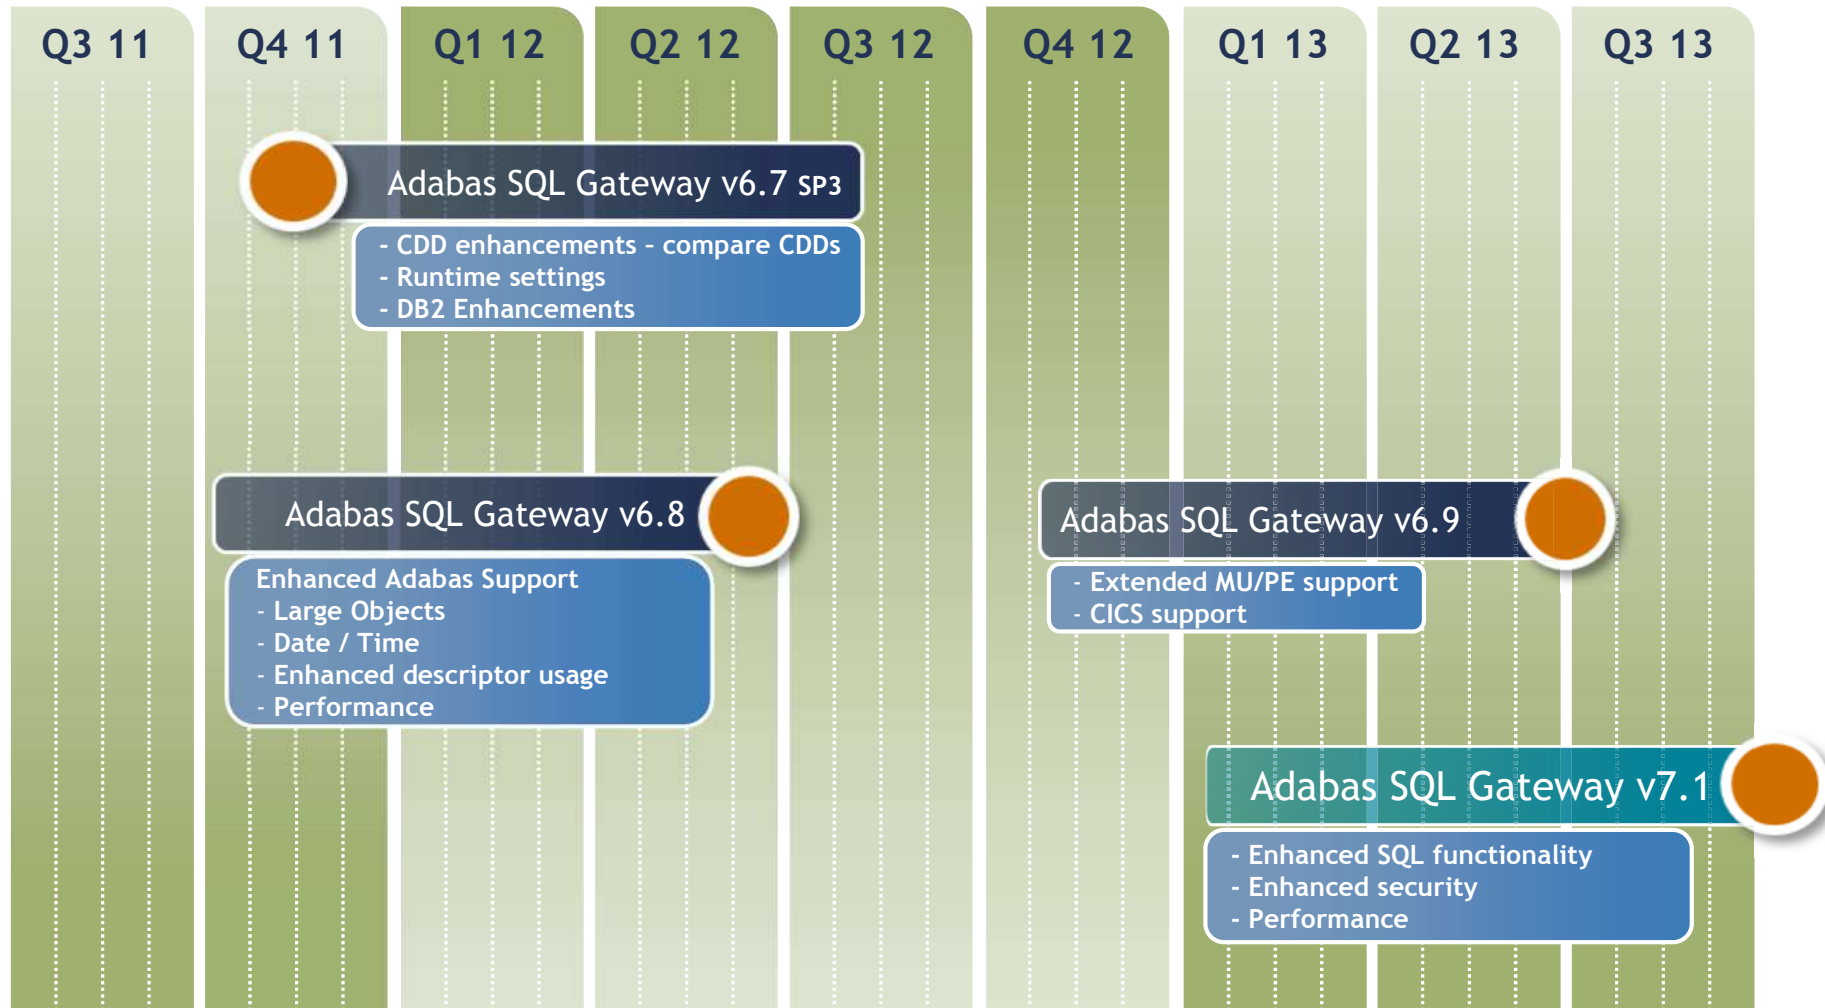 Q3 11
Q4 11
Q1 12
Q2 12
Q3 12
Q4 12
Q1 13
Q2 13
Q3 13
Adabas SQL Gateway v6.7 SP3
- CDD enhancements – compare CDDs
- Runtime settings
- DB2 Enhancements
Adabas SQL Gateway v6.8
Enhanced Adabas Support
- Large Objects
- Date / Time
- Enhanced descriptor usage
- Performance
Adabas SQL Gateway v6.9
- Extended MU/PE support
- CICS support
Adabas SQL Gateway v7.1
- Enhanced SQL functionality
- Enhanced security
- Performance